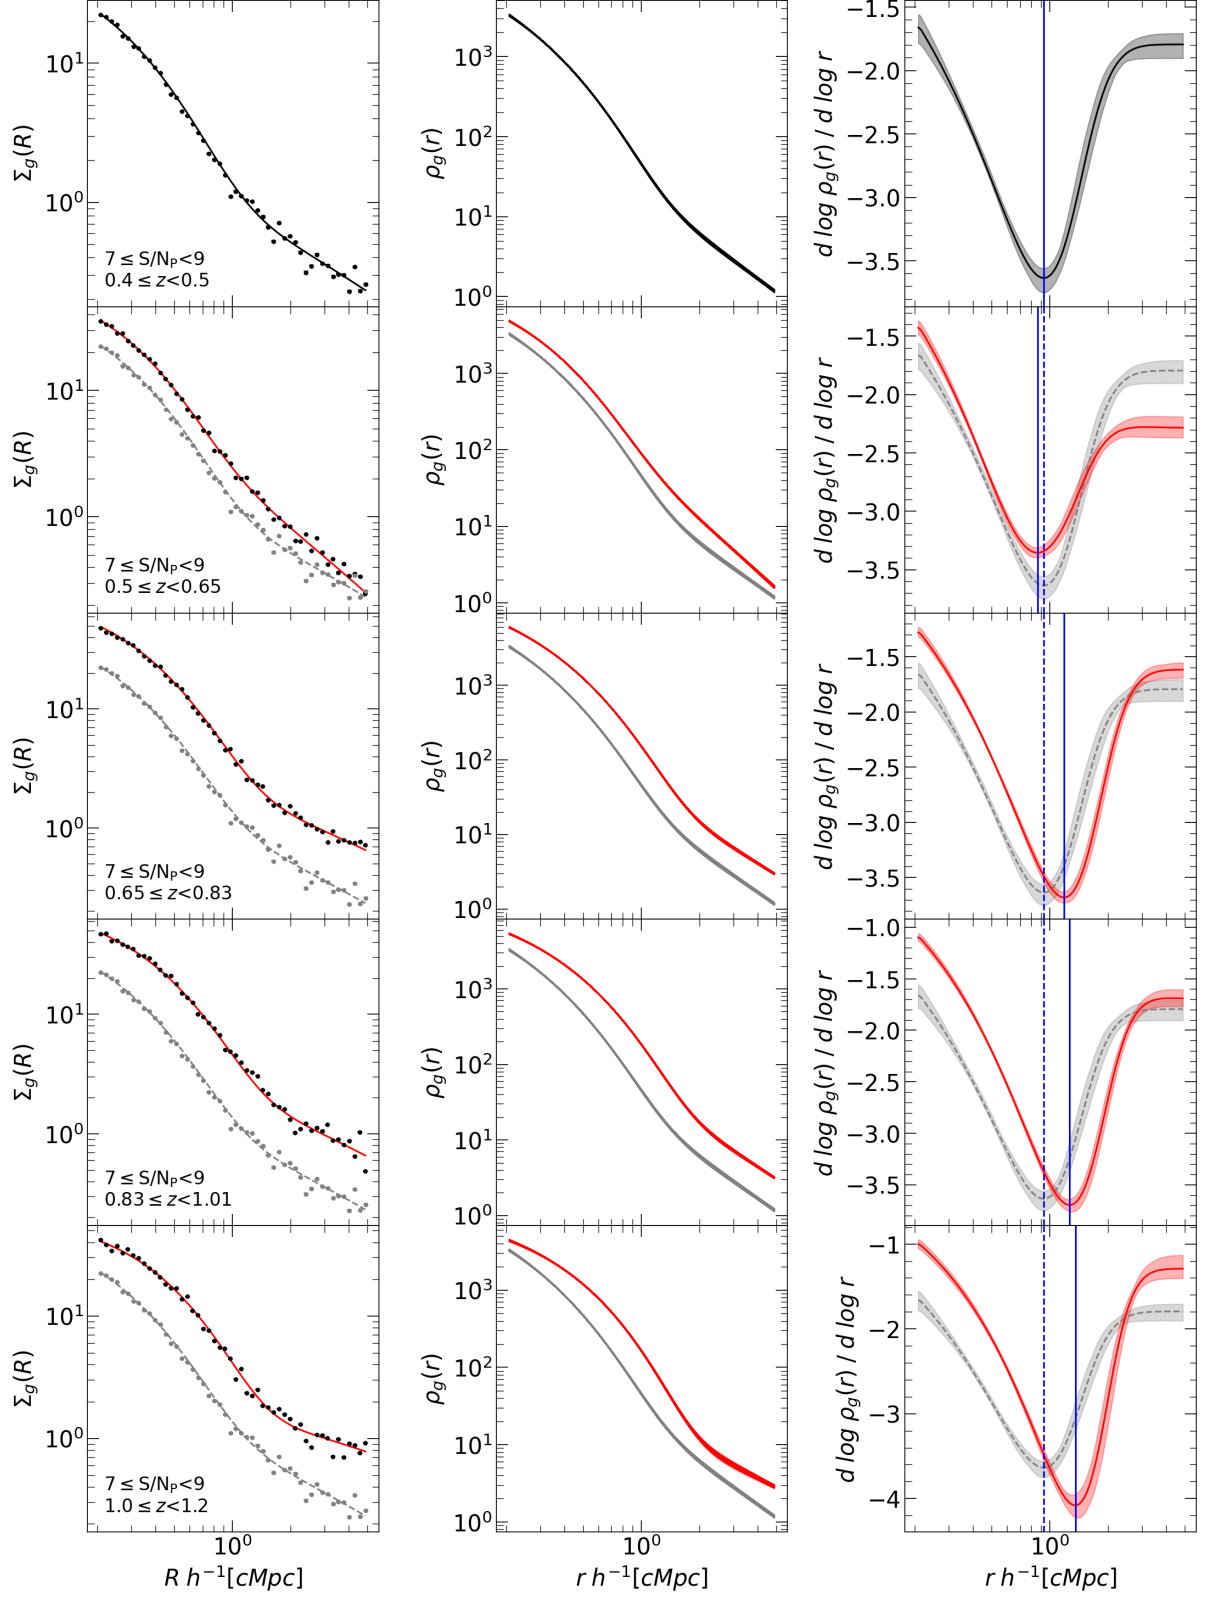 10¹
10⁰
Σg(R)
7 ≤ S/NP<9
0.4 ≤ z<0.5
10³
10²
10¹
10⁰
ρg(r)
−1.5
−2.0
−2.5
−3.0
−3.5
d log ρg(r) / d log r
10¹
10⁰
Σg(R)
7 ≤ S/NP<9
0.5 ≤ z<0.65
10³
10²
10¹
10⁰
ρg(r)
−1.5
−2.0
−2.5
−3.0
−3.5
d log ρg(r) / d log r
10¹
10⁰
Σg(R)
7 ≤ S/NP<9
0.65 ≤ z<0.83
10³
10²
10¹
10⁰
ρg(r)
−1.5
−2.0
−2.5
−3.0
−3.5
d log ρg(r) / d log r
10¹
10⁰
Σg(R)
7 ≤ S/NP<9
0.83 ≤ z<1.01
10³
10²
10¹
10⁰
ρg(r)
−1.0
−1.5
−2.0
−2.5
−3.0
−3.5
d log ρg(r) / d log r
10¹
10⁰
Σg(R)
7 ≤ S/NP<9
1.0 ≤ z<1.2
10⁰
R h⁻¹[cMpc]
10³
10²
10¹
10⁰
ρg(r)
10⁰
r h⁻¹[cMpc]
−1
−2
−3
−4
d log ρg(r) / d log r
10⁰
r h⁻¹[cMpc]